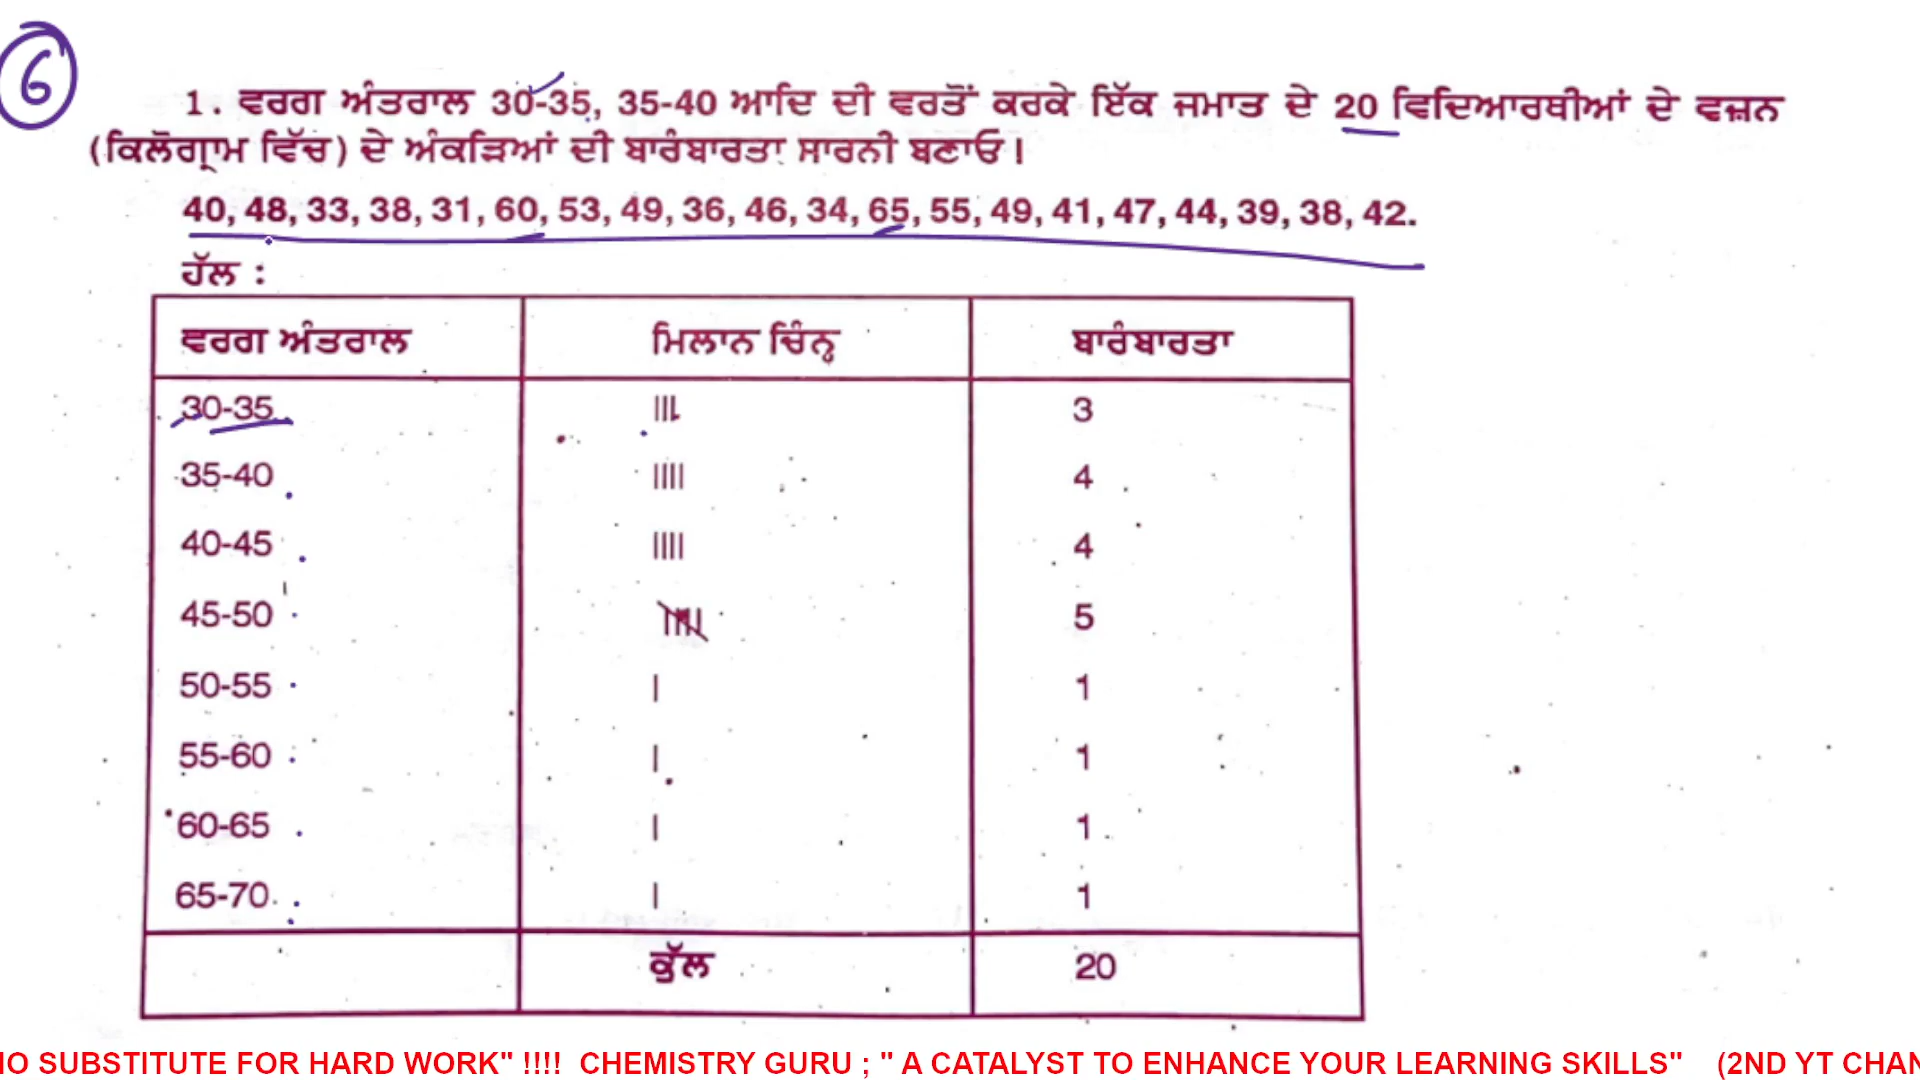 6
1. ਵਰਗ ਅੰਤਰਾਲ 30-35, 35-40 ਆਦਿ ਦੀ ਵਰਤੋਂ ਕਰਕੇ ਇੱਕ ਜਮਾਤ ਦੇ 20 ਵਿਦਿਆਰਥੀਆਂ ਦੇ ਵਜ਼ਨ
(ਕਿਲੋਗ੍ਰਾਮ ਵਿੱਚ) ਦੇ ਅੰਕੜਿਆਂ ਦੀ ਬਾਰੰਬਾਰਤਾ ਸਾਰਨੀ ਬਣਾਓ।
40, 48, 33, 38, 31, 60, 53, 49, 36, 46, 34, 65, 55, 49, 41, 47, 44, 39, 38, 42.
ਹੱਲ :
ਵਰਗ ਅੰਤਰਾਲ ਮਿਲਾਨ ਚਿੰਨ੍ਹ ਬਾਰੰਬਾਰਤਾ
30-35 ||| 3
35-40 |||| 4
40-45 |||| 4
45-50 5
50-55 | 1
55-60 | 1
60-65 | 1
65-70 | 1
ਕੁੱਲ 20
NO SUBSTITUTE FOR HARD WORK" !!!! CHEMISTRY GURU ; " A CATALYST TO ENHANCE YOUR LEARNING SKILLS" (2ND YT CHAN